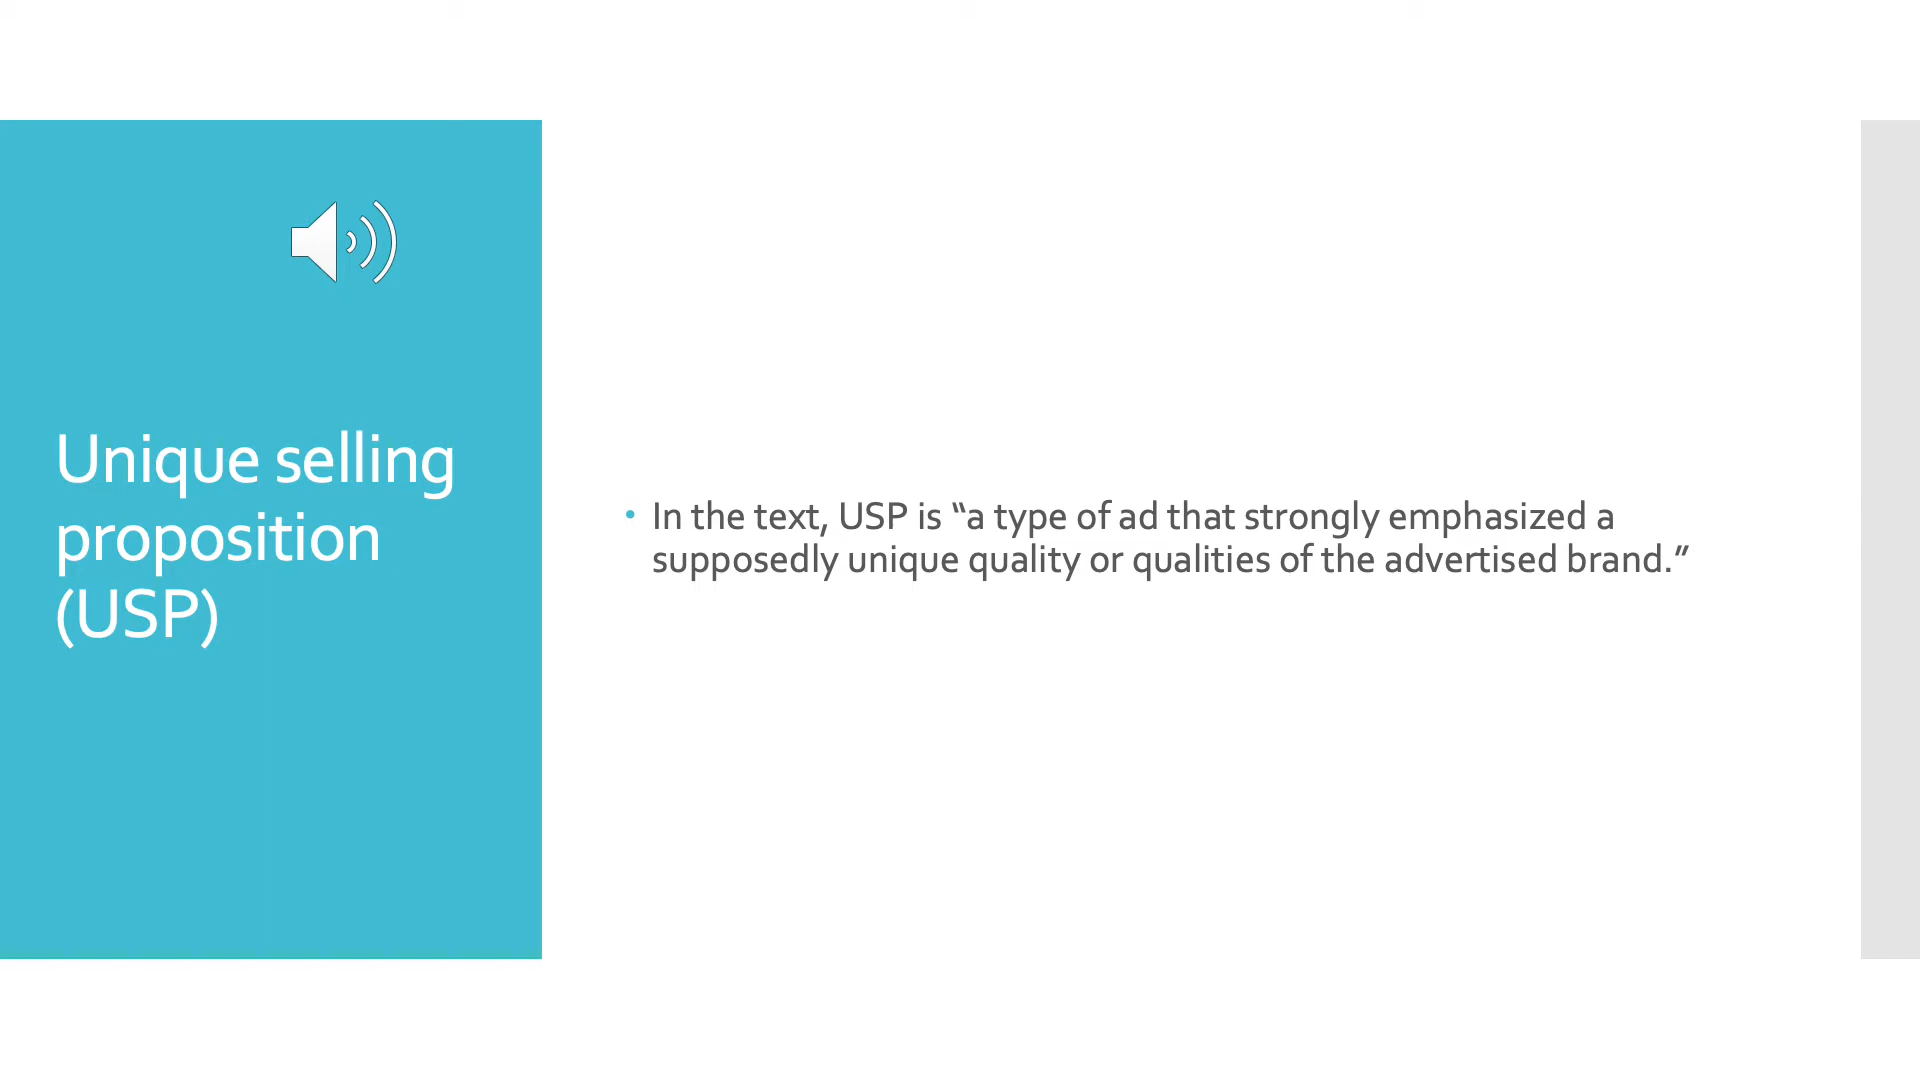 Unique selling
proposition
(USP)
• In the text, USP is “a type of ad that strongly emphasized a
supposedly unique quality or qualities of the advertised brand.”